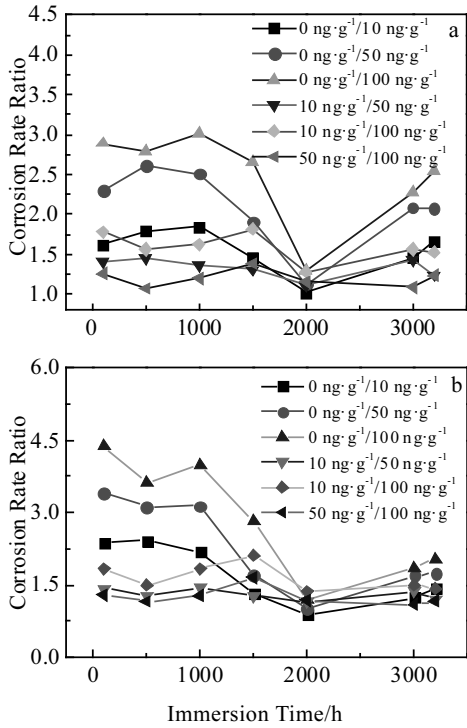 a
4.5
4.0
3.5
3.0
2.5
2.0
1.5
1.0
Corrosion Rate Ratio
0 ng·g⁻¹/10 ng·g⁻¹
0 ng·g⁻¹/50 ng·g⁻¹
0 ng·g⁻¹/100 ng·g⁻¹
10 ng·g⁻¹/50 ng·g⁻¹
10 ng·g⁻¹/100 ng·g⁻¹
50 ng·g⁻¹/100 ng·g⁻¹
0 1000 2000 3000
b
6.0
4.5
3.0
1.5
0.0
Corrosion Rate Ratio
0 ng·g⁻¹/10 ng·g⁻¹
0 ng·g⁻¹/50 ng·g⁻¹
0 ng·g⁻¹/100 ng·g⁻¹
10 ng·g⁻¹/50 ng·g⁻¹
10 ng·g⁻¹/100 ng·g⁻¹
50 ng·g⁻¹/100 ng·g⁻¹
0 1000 2000 3000
Immersion Time/h